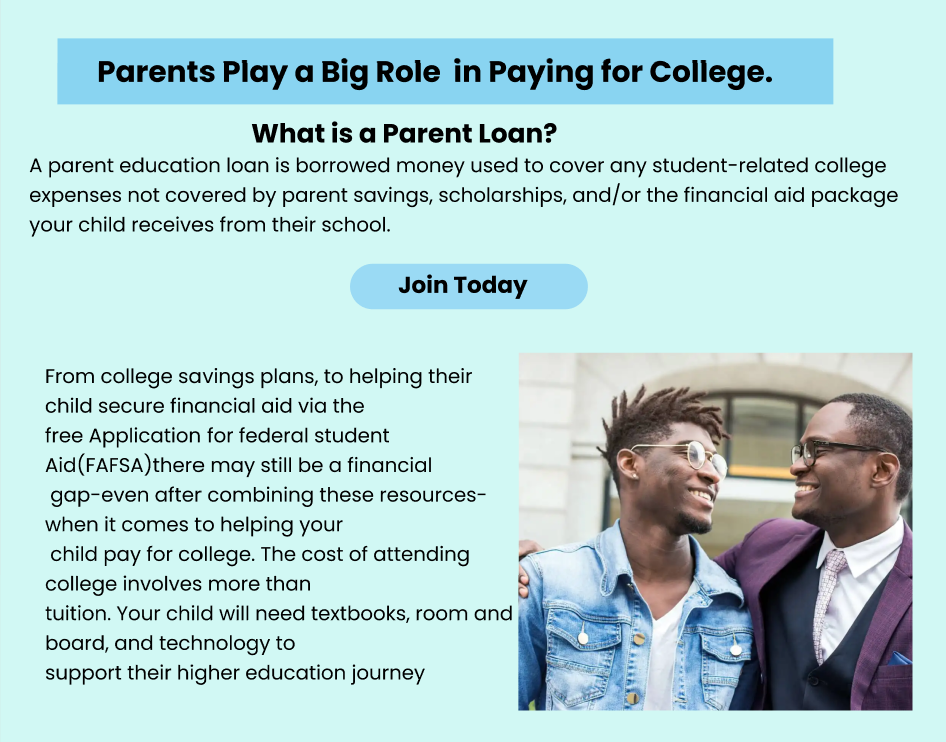 Parents Play a Big Role in Paying for College.
What is a Parent Loan?
A parent education loan is borrowed money used to cover any student-related college
expenses not covered by parent savings, scholarships, and/or the financial aid package
your child receives from their school.
Join Today
From college savings plans, to helping their
child secure financial aid via the
free Application for federal student
Aid(FAFSA)there may still be a financial
gap-even after combining these resources-
when it comes to helping your
child pay for college. The cost of attending
college involves more than
tuition. Your child will need textbooks, room and
board, and technology to
support their higher education journey